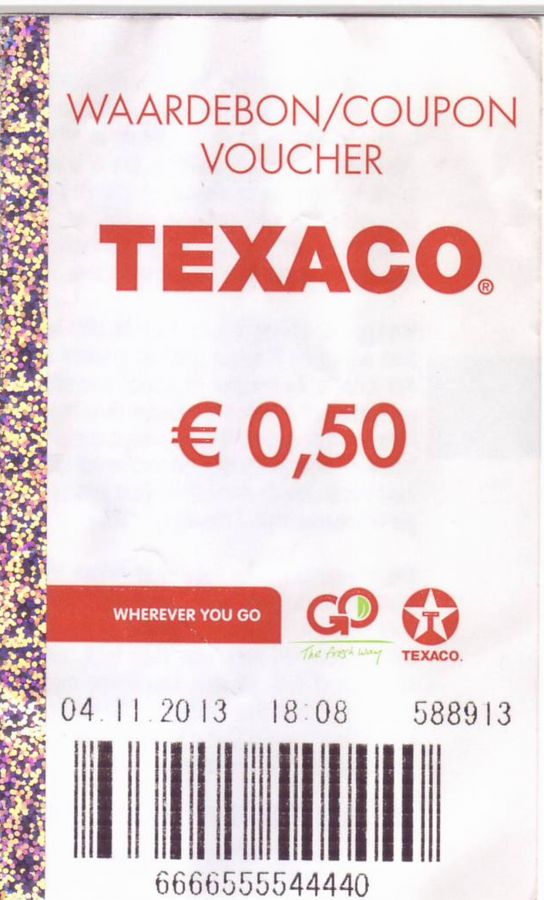 WAARDEBON/COUPON
VOUCHER
TEXACO®
€ 0,50
WHEREVER YOU GO
GO
The fresh way
T
TEXACO.
04.11.2013 18:08 588913
6666555544440